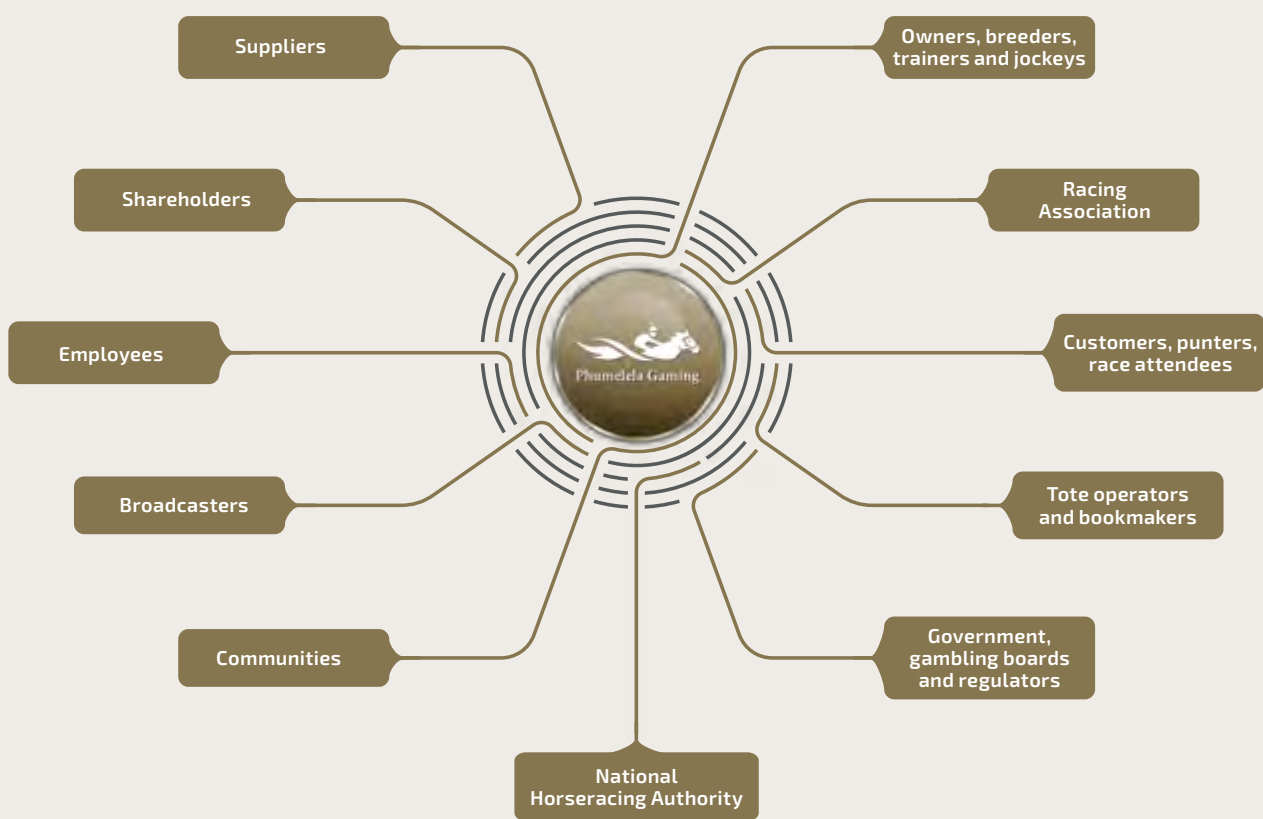 Suppliers
Owners, breeders,
trainers and jockeys
Shareholders
Racing
Association
Employees
Phumelela Gaming
Customers, punters,
race attendees
Broadcasters
Tote operators
and bookmakers
Communities
Government,
gambling boards
and regulators
National
Horseracing Authority